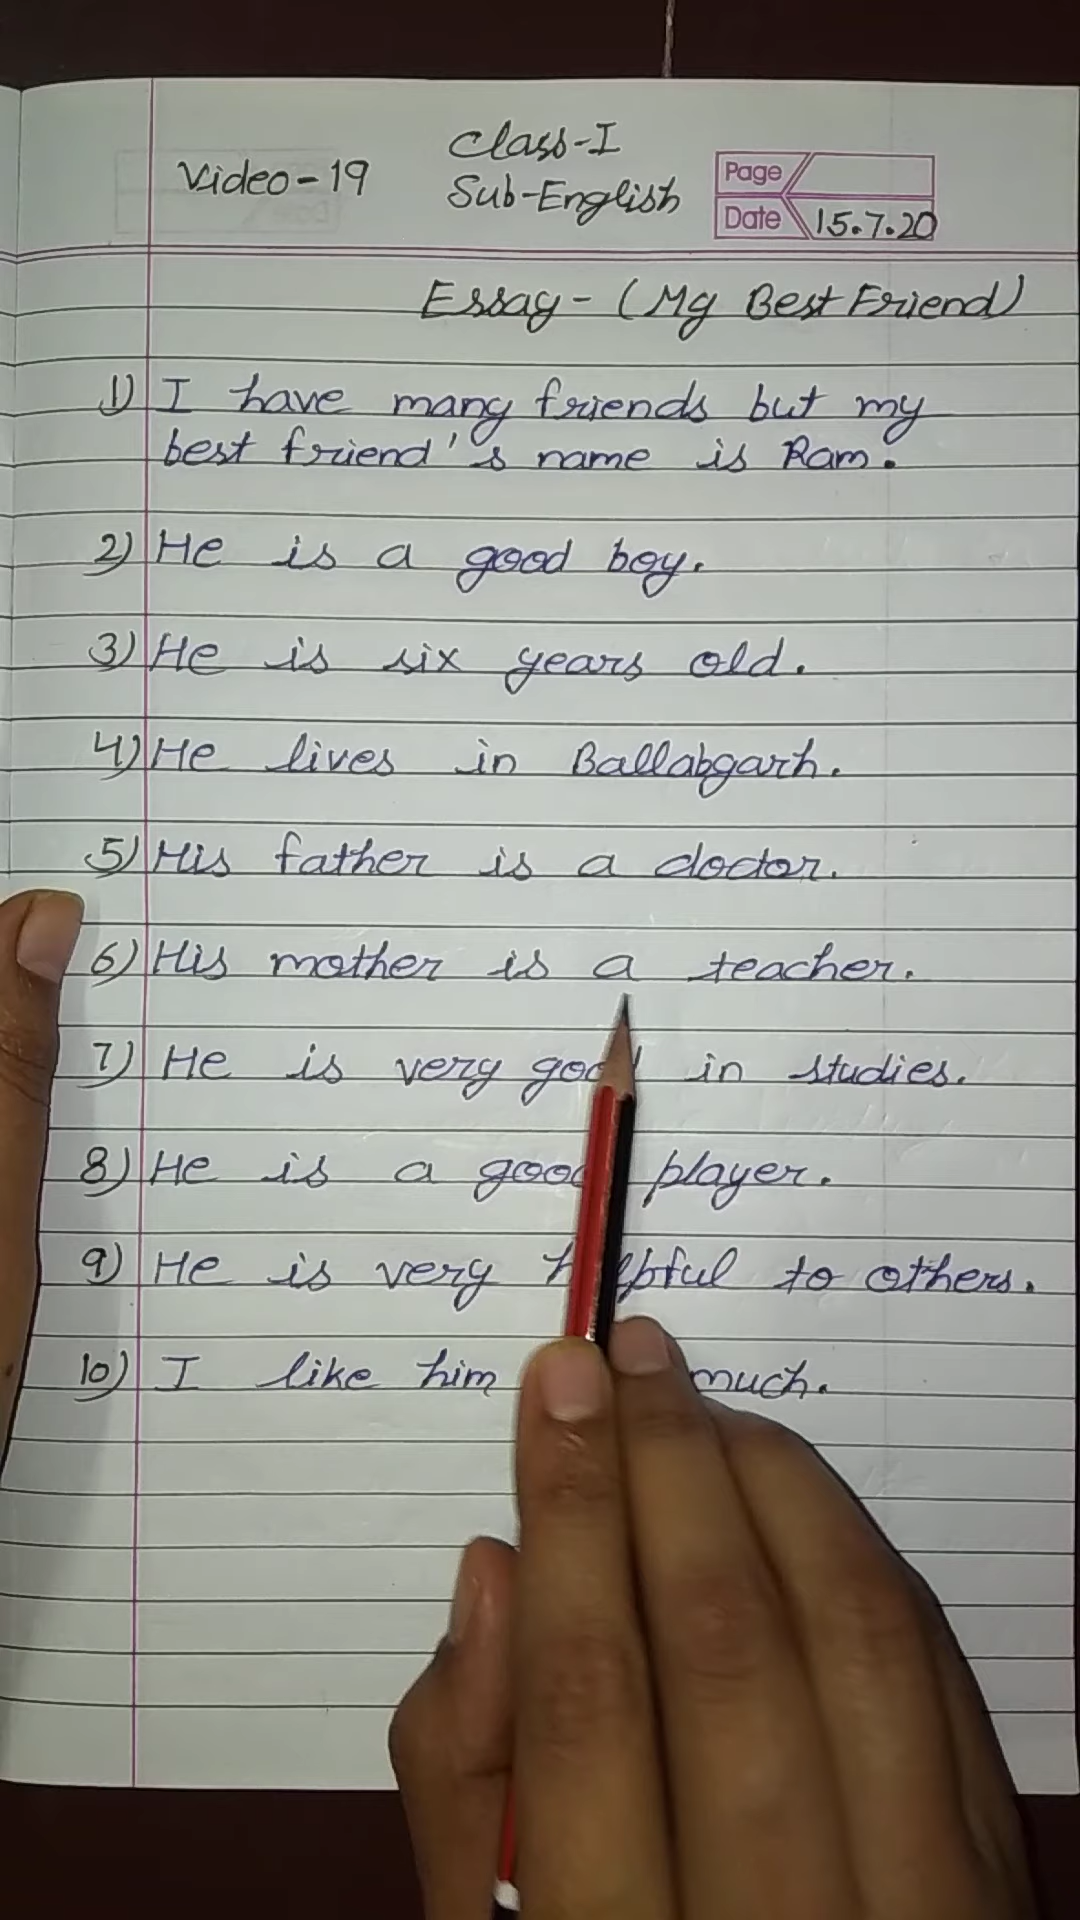 Class-I
Video-19
Sub-English
Page
Date 15.7.20
Essay- (My Best Friend)
1) I have many friends but my
best friend's name is Ram.
2) He is a good boy.
3) He is six years old.
4) He lives in Ballabgarh.
5) His father is a doctor.
6) His mother is a teacher.
7) He is very good in studies.
8) He is a good player.
9) He is very helpful to others.
10) I like him much.